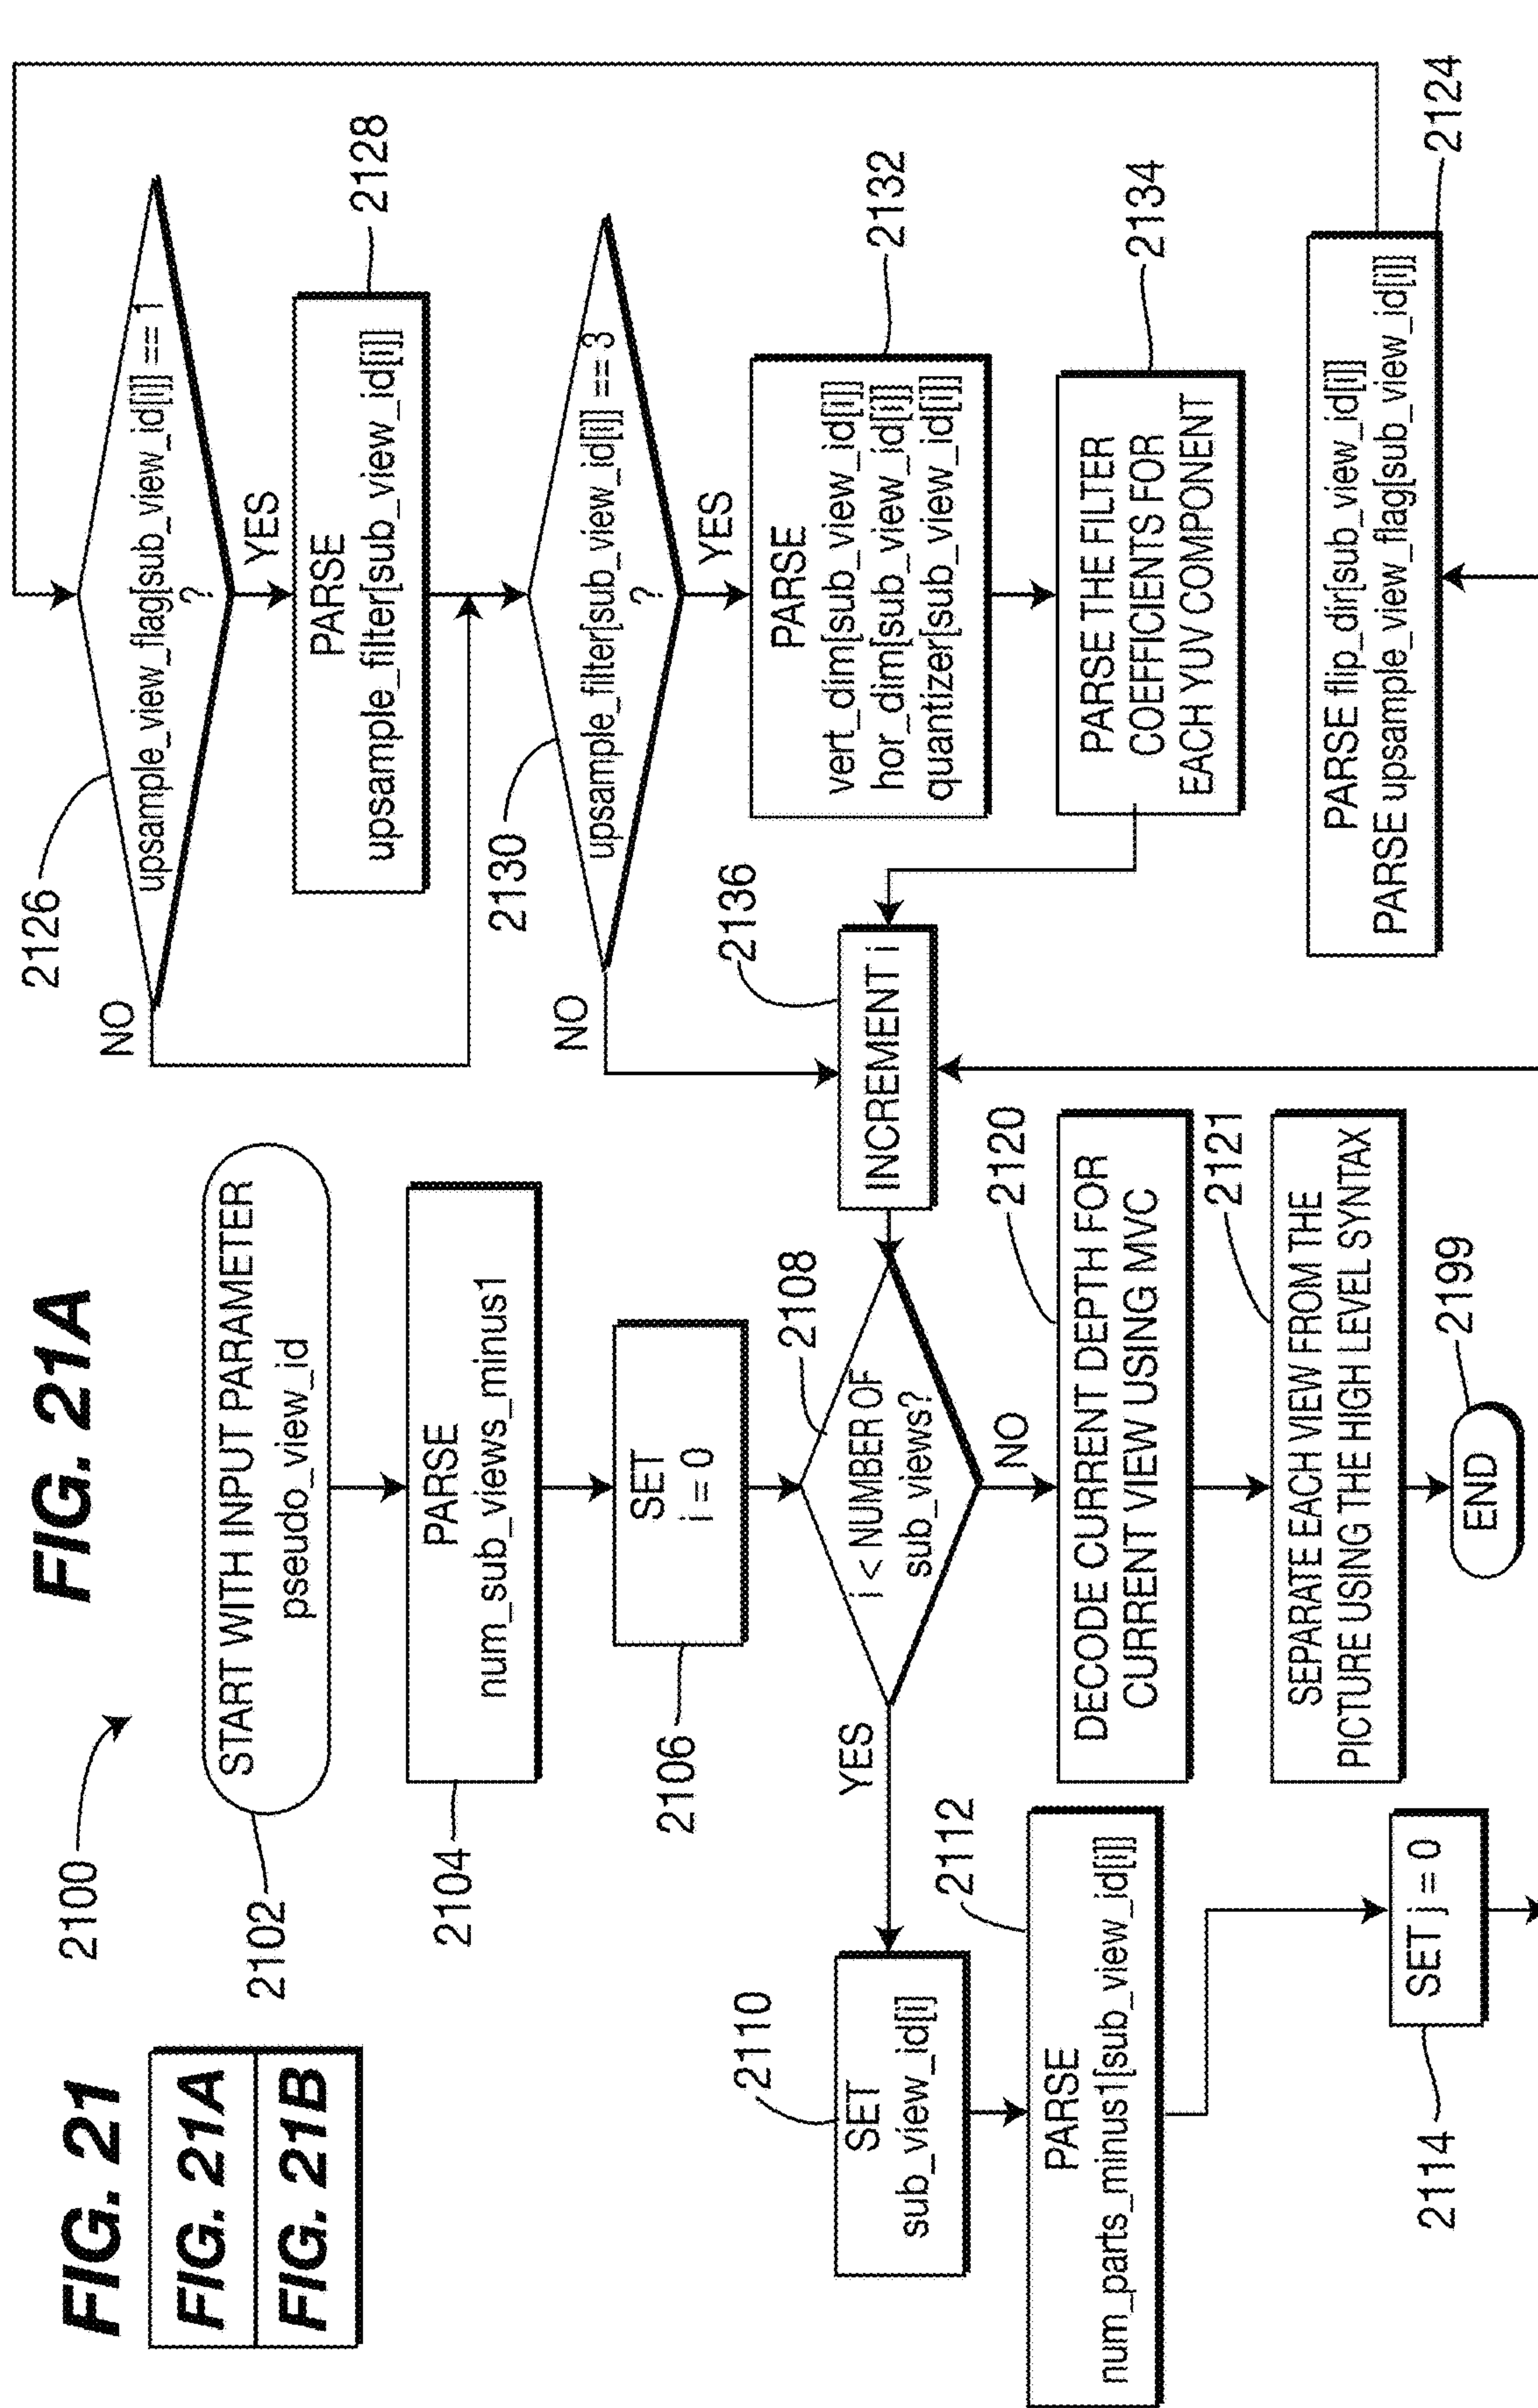 FIG. 21
FIG. 21A
FIG. 21B
FIG. 21A
2100
START WITH INPUT PARAMETER
pseudo_view_id
2102
PARSE
num_sub_views_minus1
2104
SET
i = 0
2106
i < NUMBER OF
sub_views?
2108
YES
NO
SET
sub_view_id[i]
2110
PARSE
num_parts_minus1[sub_view_id[i]]
2112
SET j = 0
2114
DECODE CURRENT DEPTH FOR
CURRENT VIEW USING MVC
2120
SEPARATE EACH VIEW FROM THE
PICTURE USING THE HIGH LEVEL SYNTAX
2121
END
2199
upsample_view_flag[sub_view_id[i]] == 1
?
2126
NO
YES
PARSE
upsample_filter[sub_view_id[i]]
2128
upsample_filter[sub_view_id[i]] == 3
?
2130
NO
YES
PARSE
vert_dim[sub_view_id[i]]
hor_dim[sub_view_id[i]]
quantizer[sub_view_id[i]]
2132
PARSE THE FILTER
COEFFICIENTS FOR
EACH YUV COMPONENT
2134
INCREMENT i
2136
PARSE flip_dir[sub_view_id[i]]
PARSE upsample_view_flag[sub_view_id[i]]
2124